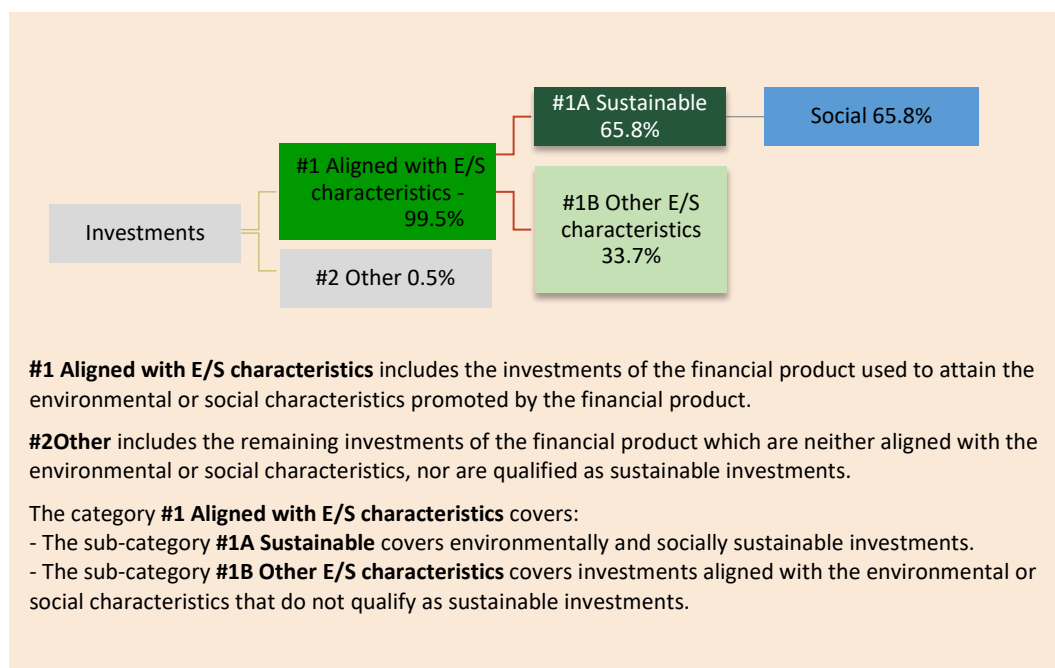 #1A Sustainable
65.8%
Social 65.8%
#1 Aligned with E/S
characteristics -
99.5%
#1B Other E/S
characteristics
33.7%
Investments
#2 Other 0.5%
#1 Aligned with E/S characteristics includes the investments of the financial product used to attain the
environmental or social characteristics promoted by the financial product.
#2Other includes the remaining investments of the financial product which are neither aligned with the
environmental or social characteristics, nor are qualified as sustainable investments.
The category #1 Aligned with E/S characteristics covers:
- The sub-category #1A Sustainable covers environmentally and socially sustainable investments.
- The sub-category #1B Other E/S characteristics covers investments aligned with the environmental or
social characteristics that do not qualify as sustainable investments.